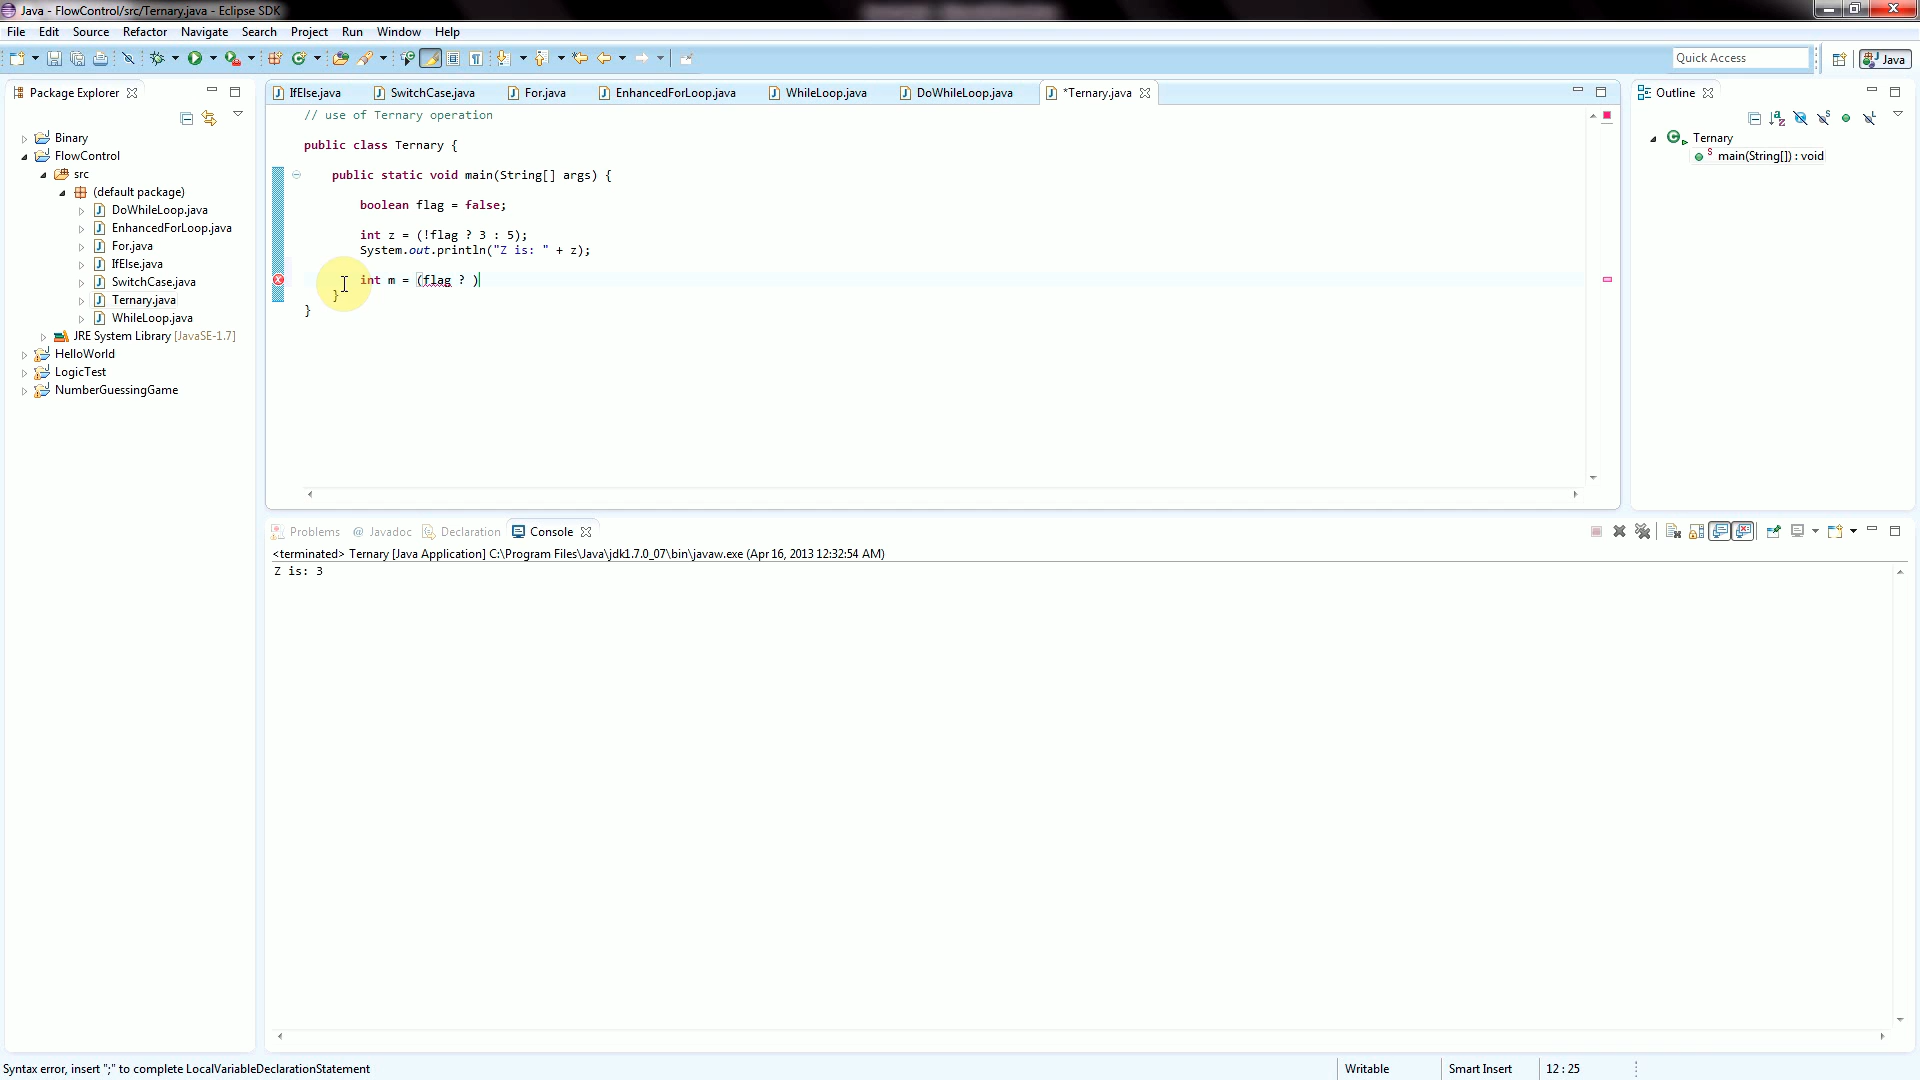 Java - FlowControl/src/Ternary.java - Eclipse SDK
File Edit Source Refactor Navigate Search Project Run Window Help
Quick Access
Java
Package Explorer
IfElse.java SwitchCase.java For.java EnhancedForLoop.java WhileLoop.java DoWhileLoop.java *Ternary.java
Outline
Binary
FlowControl
src
(default package)
DoWhileLoop.java
EnhancedForLoop.java
For.java
IfElse.java
SwitchCase.java
Ternary.java
WhileLoop.java
JRE System Library [JavaSE-1.7]
HelloWorld
LogicTest
NumberGuessingGame
// use of Ternary operation
public class Ternary {
public static void main(String[] args) {
boolean flag = false;
int z = (!flag ? 3 : 5);
System.out.println("Z is: " + z);
int m = (flag ? )
}
}
Ternary
main(String[]) : void
Problems @ Javadoc Declaration Console
<terminated> Ternary [Java Application] C:\Program Files\Java\jdk1.7.0_07\bin\javaw.exe (Apr 16, 2013 12:32:54 AM)
Z is: 3
Syntax error, insert ";" to complete LocalVariableDeclarationStatement
Writable
Smart Insert
12 : 25